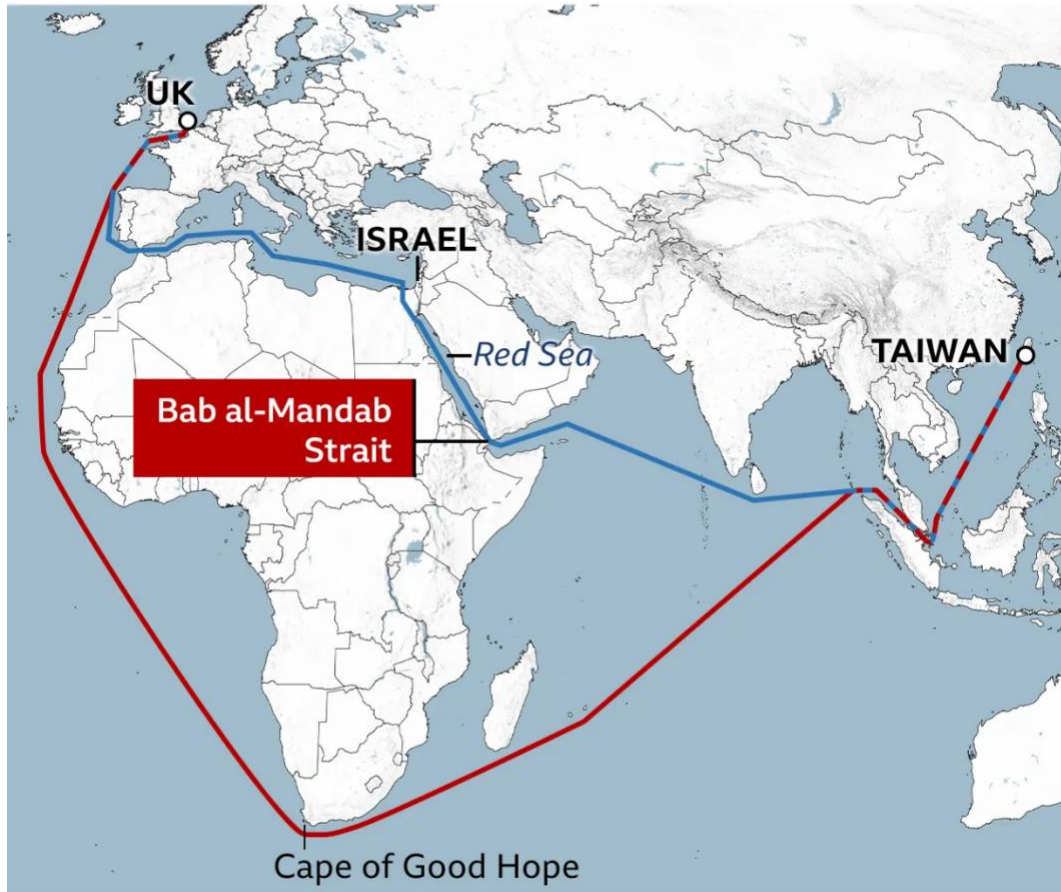 UK
ISRAEL
Red Sea
TAIWAN
Bab al-Mandab
Strait
Cape of Good Hope